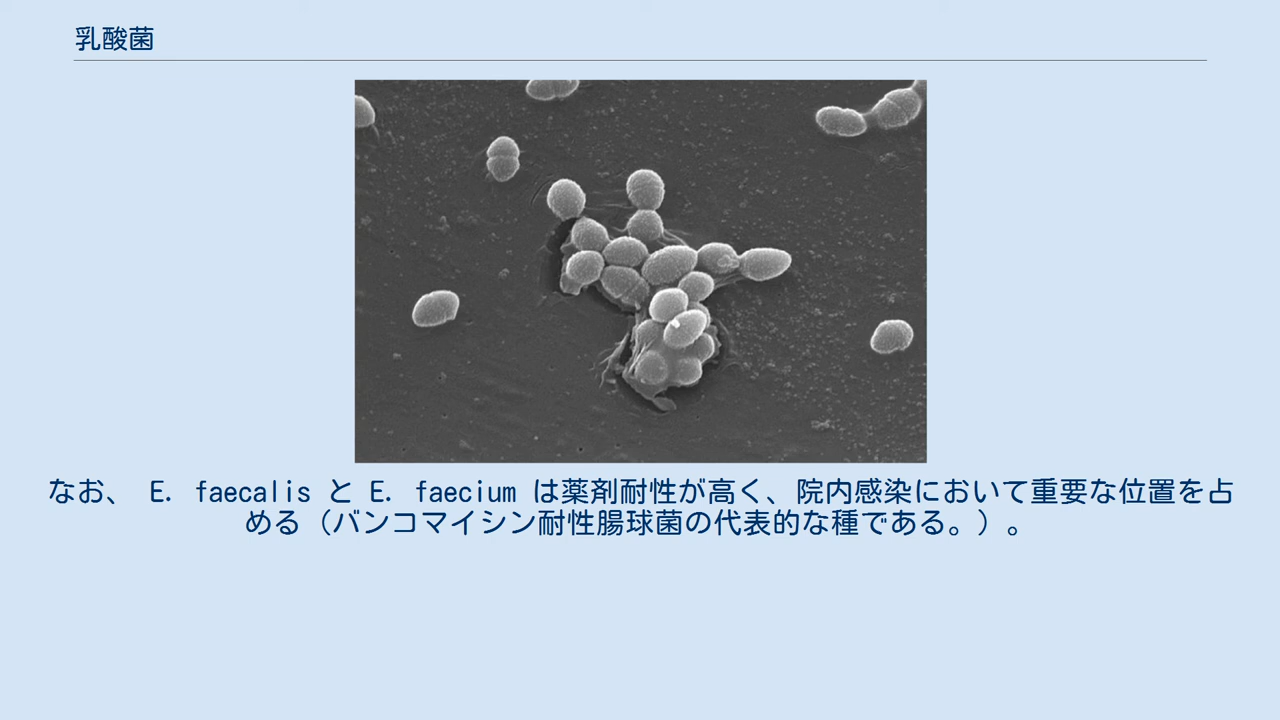 乳酸菌
なお、 E. faecalis と E. faecium は薬剤耐性が高く、院内感染において重要な位置を占
める（バンコマイシン耐性腸球菌の代表的な種である。）。